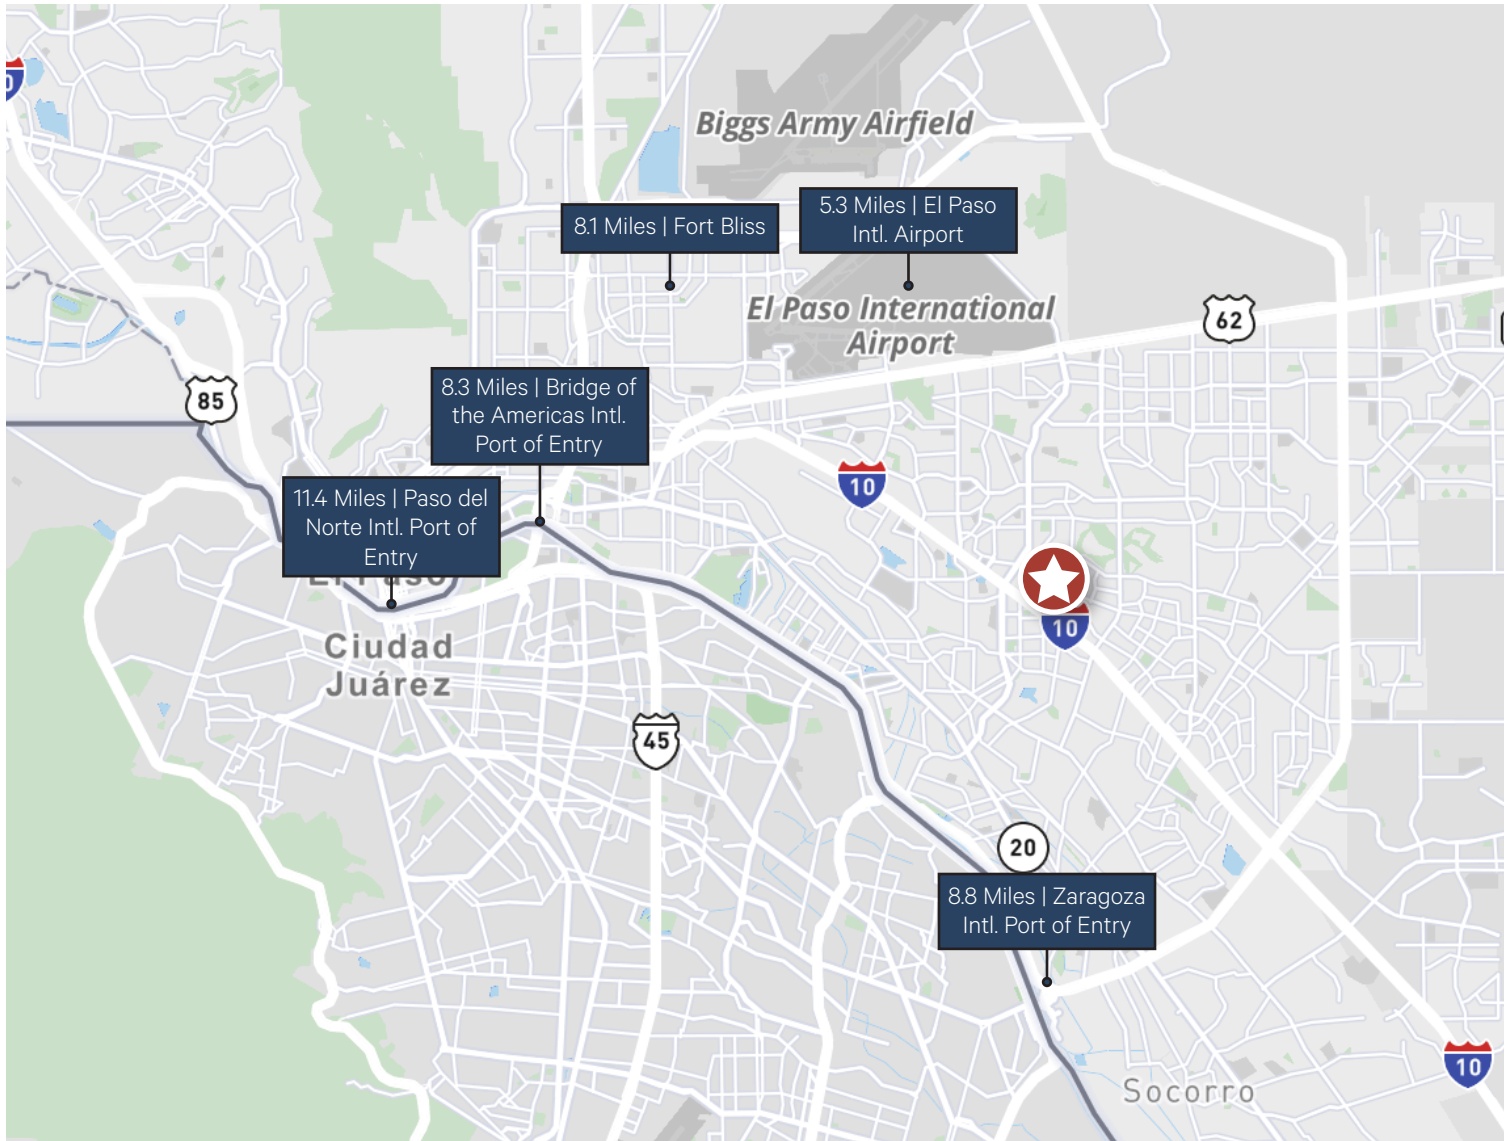 0
Biggs Army Airfield
8.1 Miles | Fort Bliss
5.3 Miles | El Paso
Intl. Airport
El Paso International
Airport
62
85
8.3 Miles | Bridge of
the Americas Intl.
Port of Entry
10
11.4 Miles | Paso del
Norte Intl. Port of
Entry
El Paso
10
Ciudad
Juárez
45
20
8.8 Miles | Zaragoza
Intl. Port of Entry
10
Socorro